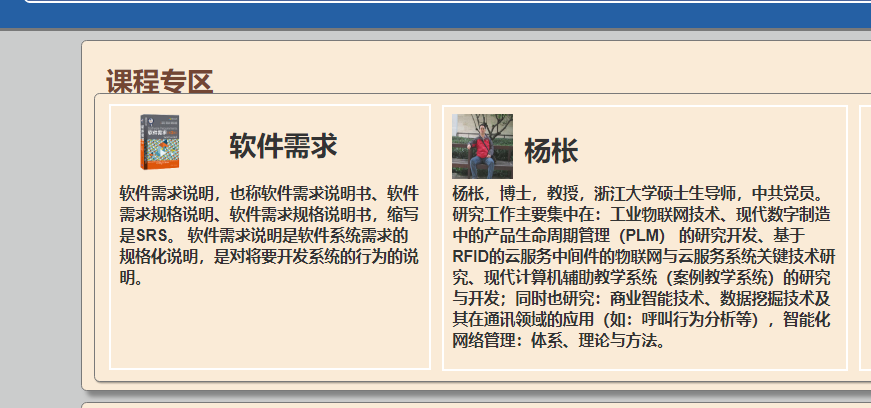 课程专区
软件需求
软件需求
软件需求说明，也称软件需求说明书、软件
需求规格说明、软件需求规格说明书，缩写
是SRS。 软件需求说明是软件系统需求的
规格化说明，是对将要开发系统的行为的说
明。
杨枨
杨枨，博士，教授，浙江大学硕士生导师，中共党员。
研究工作主要集中在：工业物联网技术、现代数字制造
中的产品生命周期管理（PLM） 的研究开发、基于
RFID的云服务中间件的物联网与云服务系统关键技术研
究、现代计算机辅助教学系统（案例教学系统）的研究
与开发；同时也研究：商业智能技术、数据挖掘技术及
其在通讯领域的应用（如：呼叫行为分析等），智能化
网络管理：体系、理论与方法。